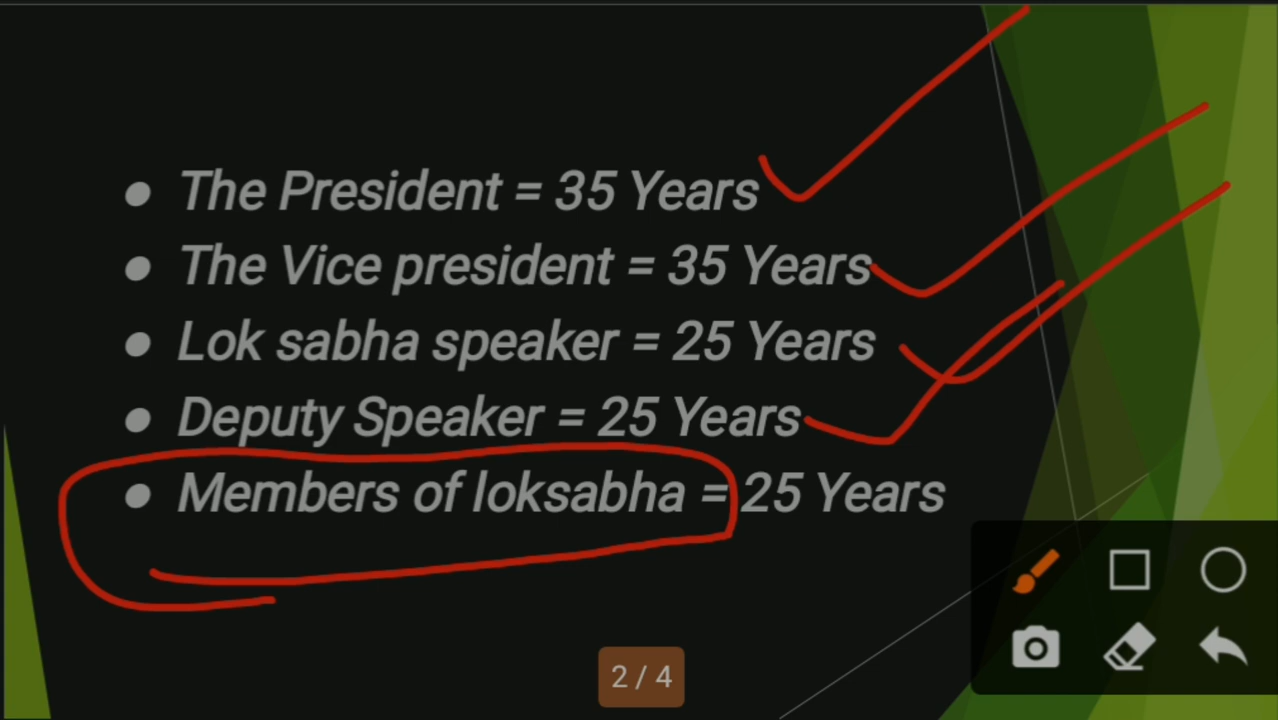 ● The President = 35 Years
● The Vice president = 35 Years
● Lok sabha speaker = 25 Years
● Deputy Speaker = 25 Years
● Members of loksabha = 25 Years
2 / 4